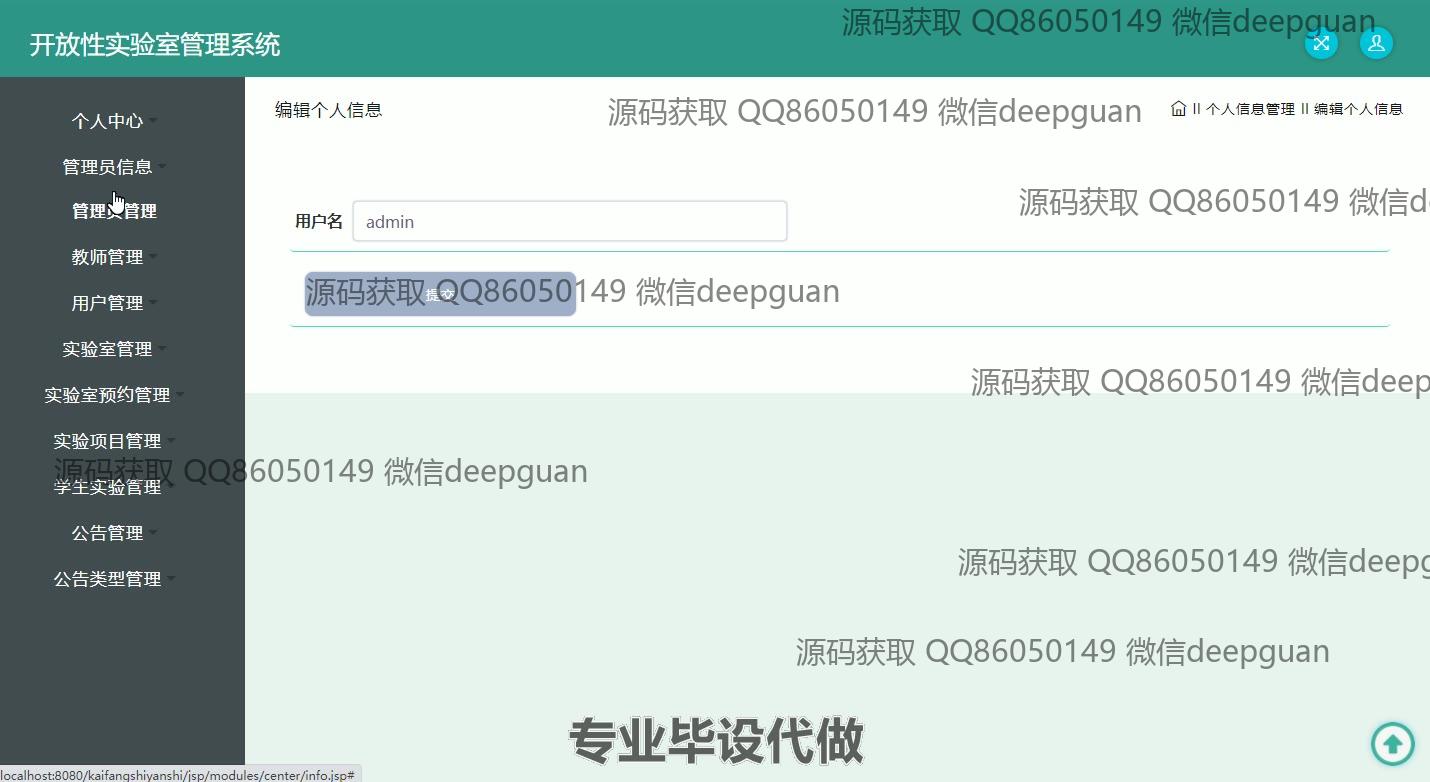 源码获取 QQ86050149 微信deepguan
开放性实验室管理系统
编辑个人信息
源码获取 QQ86050149 微信deepguan
〢 个人信息管理 〢 编辑个人信息
个人中心
管理员信息
管理员管理
源码获取 QQ86050149 微信d
用户名 admin
教师管理
提交
源码获取 QQ86050149 微信deepguan
用户管理
实验室管理
源码获取 QQ86050149 微信deep
实验室预约管理
实验项目管理
源码获取 QQ86050149 微信deepguan
学生实验管理
公告管理
源码获取 QQ86050149 微信deepg
公告类型管理
源码获取 QQ86050149 微信deepguan
专业毕设代做
localhost:8080/kaifangshiyanshi/jsp/modules/center/info.jsp#